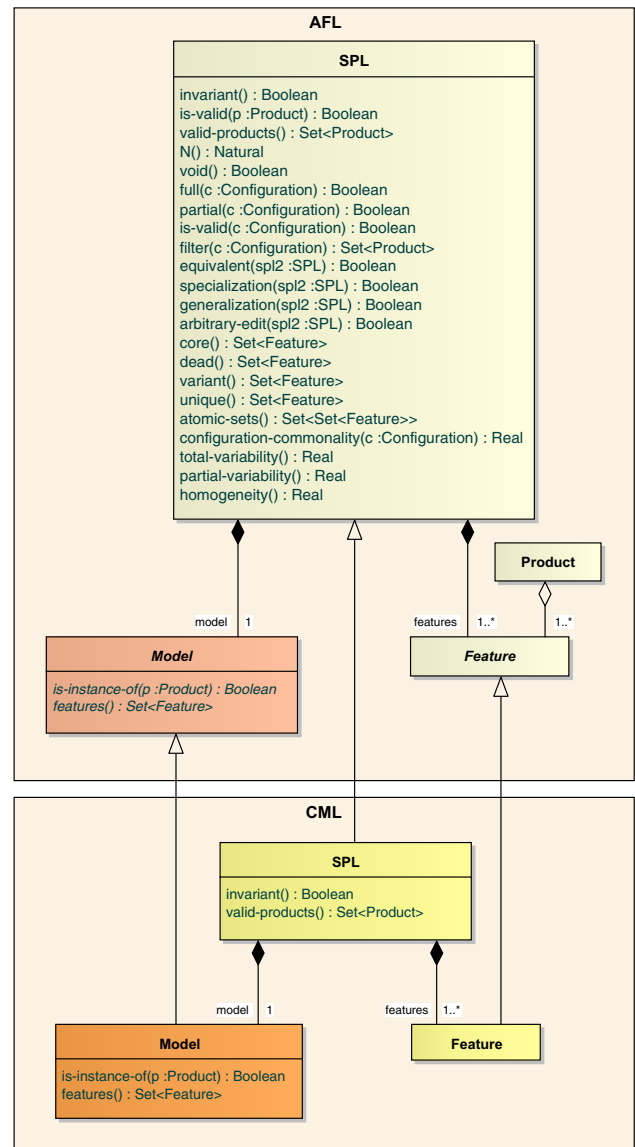 AFL
SPL
invariant() : Boolean
is-valid(p :Product) : Boolean
valid-products() : Set<Product>
N() : Natural
void() : Boolean
full(c :Configuration) : Boolean
partial(c :Configuration) : Boolean
is-valid(c :Configuration) : Boolean
filter(c :Configuration) : Set<Product>
equivalent(spl2 :SPL) : Boolean
specialization(spl2 :SPL) : Boolean
generalization(spl2 :SPL) : Boolean
arbitrary-edit(spl2 :SPL) : Boolean
core() : Set<Feature>
dead() : Set<Feature>
variant() : Set<Feature>
unique() : Set<Feature>
atomic-sets() : Set<Set<Feature>>
configuration-commonality(c :Configuration) : Real
total-variability() : Real
partial-variability() : Real
homogeneity() : Real
Product
model 1
features 1..*
1..*
Model
is-instance-of(p :Product) : Boolean
features() : Set<Feature>
Feature
CML
SPL
invariant() : Boolean
valid-products() : Set<Product>
model 1
features 1..*
Model
is-instance-of(p :Product) : Boolean
features() : Set<Feature>
Feature